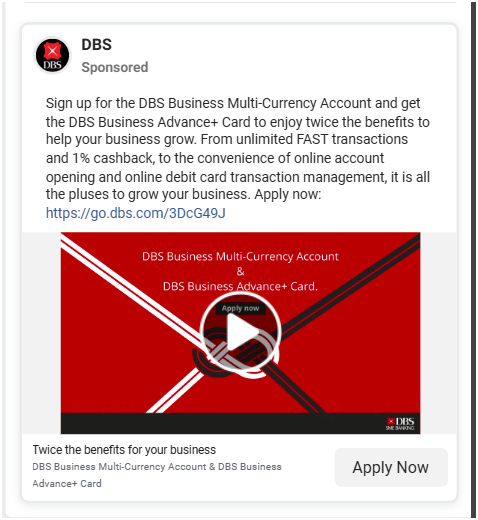 DBS
DBS
Sponsored
Sign up for the DBS Business Multi-Currency Account and get
the DBS Business Advance+ Card to enjoy twice the benefits to
help your business grow. From unlimited FAST transactions
and 1% cashback, to the convenience of online account
opening and online debit card transaction management, it is all
the pluses to grow your business. Apply now:
https://go.dbs.com/3DcG49J
DBS Business Multi-Currency Account
&
DBS Business Advance+ Card.
Apply now
DBS
SME BANKING
Twice the benefits for your business
DBS Business Multi-Currency Account & DBS Business
Advance+ Card
Apply Now